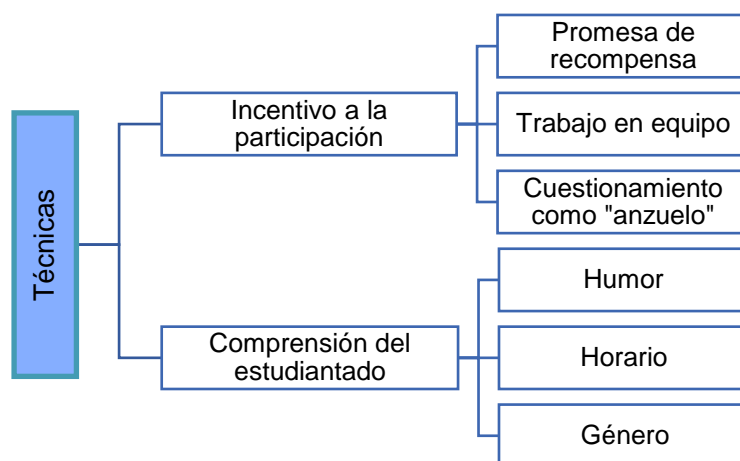 Técnicas
Incentivo a la
participación
Promesa de
recompensa
Trabajo en equipo
Cuestionamiento
como "anzuelo"
Comprensión del
estudiantado
Humor
Horario
Género